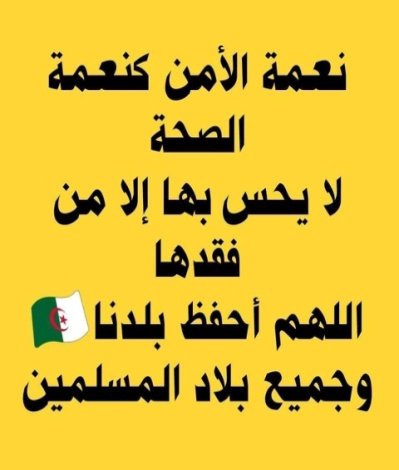 نعمة الأمن كنعمة
الصحة
لا يحس بها إلا من
فقدها
اللهم أحفظ بلدنا🇩🇿
وجميع بلاد المسلمين